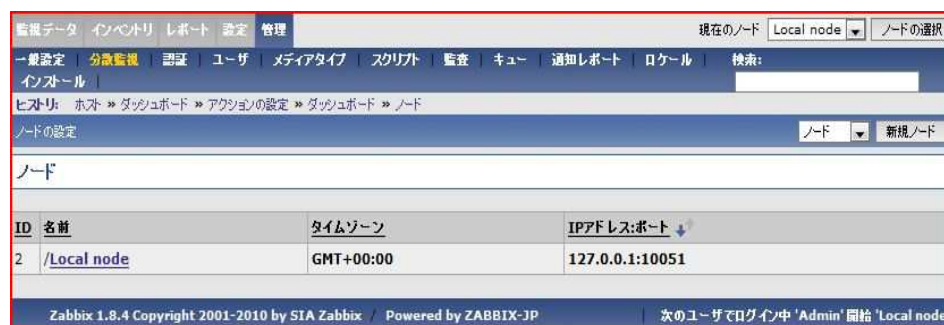 監視データ インベントリ レポート 設定 管理 現在のノード Local node ノードの選択
一般設定 | 分散監視 | 認証 | ユーザ | メディアタイプ | スクリプト | 監査 | キュー | 通知レポート | ロケール | 検索:
インストール |
ヒストリ: ホスト » ダッシュボード » アクションの設定 » ダッシュボード » ノード
ノードの設定 ノード 新規ノード
ノード
ID 名前 タイムゾーン IPアドレス:ポート
2 /Local node GMT+00:00 127.0.0.1:10051
Zabbix 1.8.4 Copyright 2001-2010 by SIA Zabbix / Powered by ZABBIX-JP | 次のユーザでログイン中 'Admin' 開始 'Local node